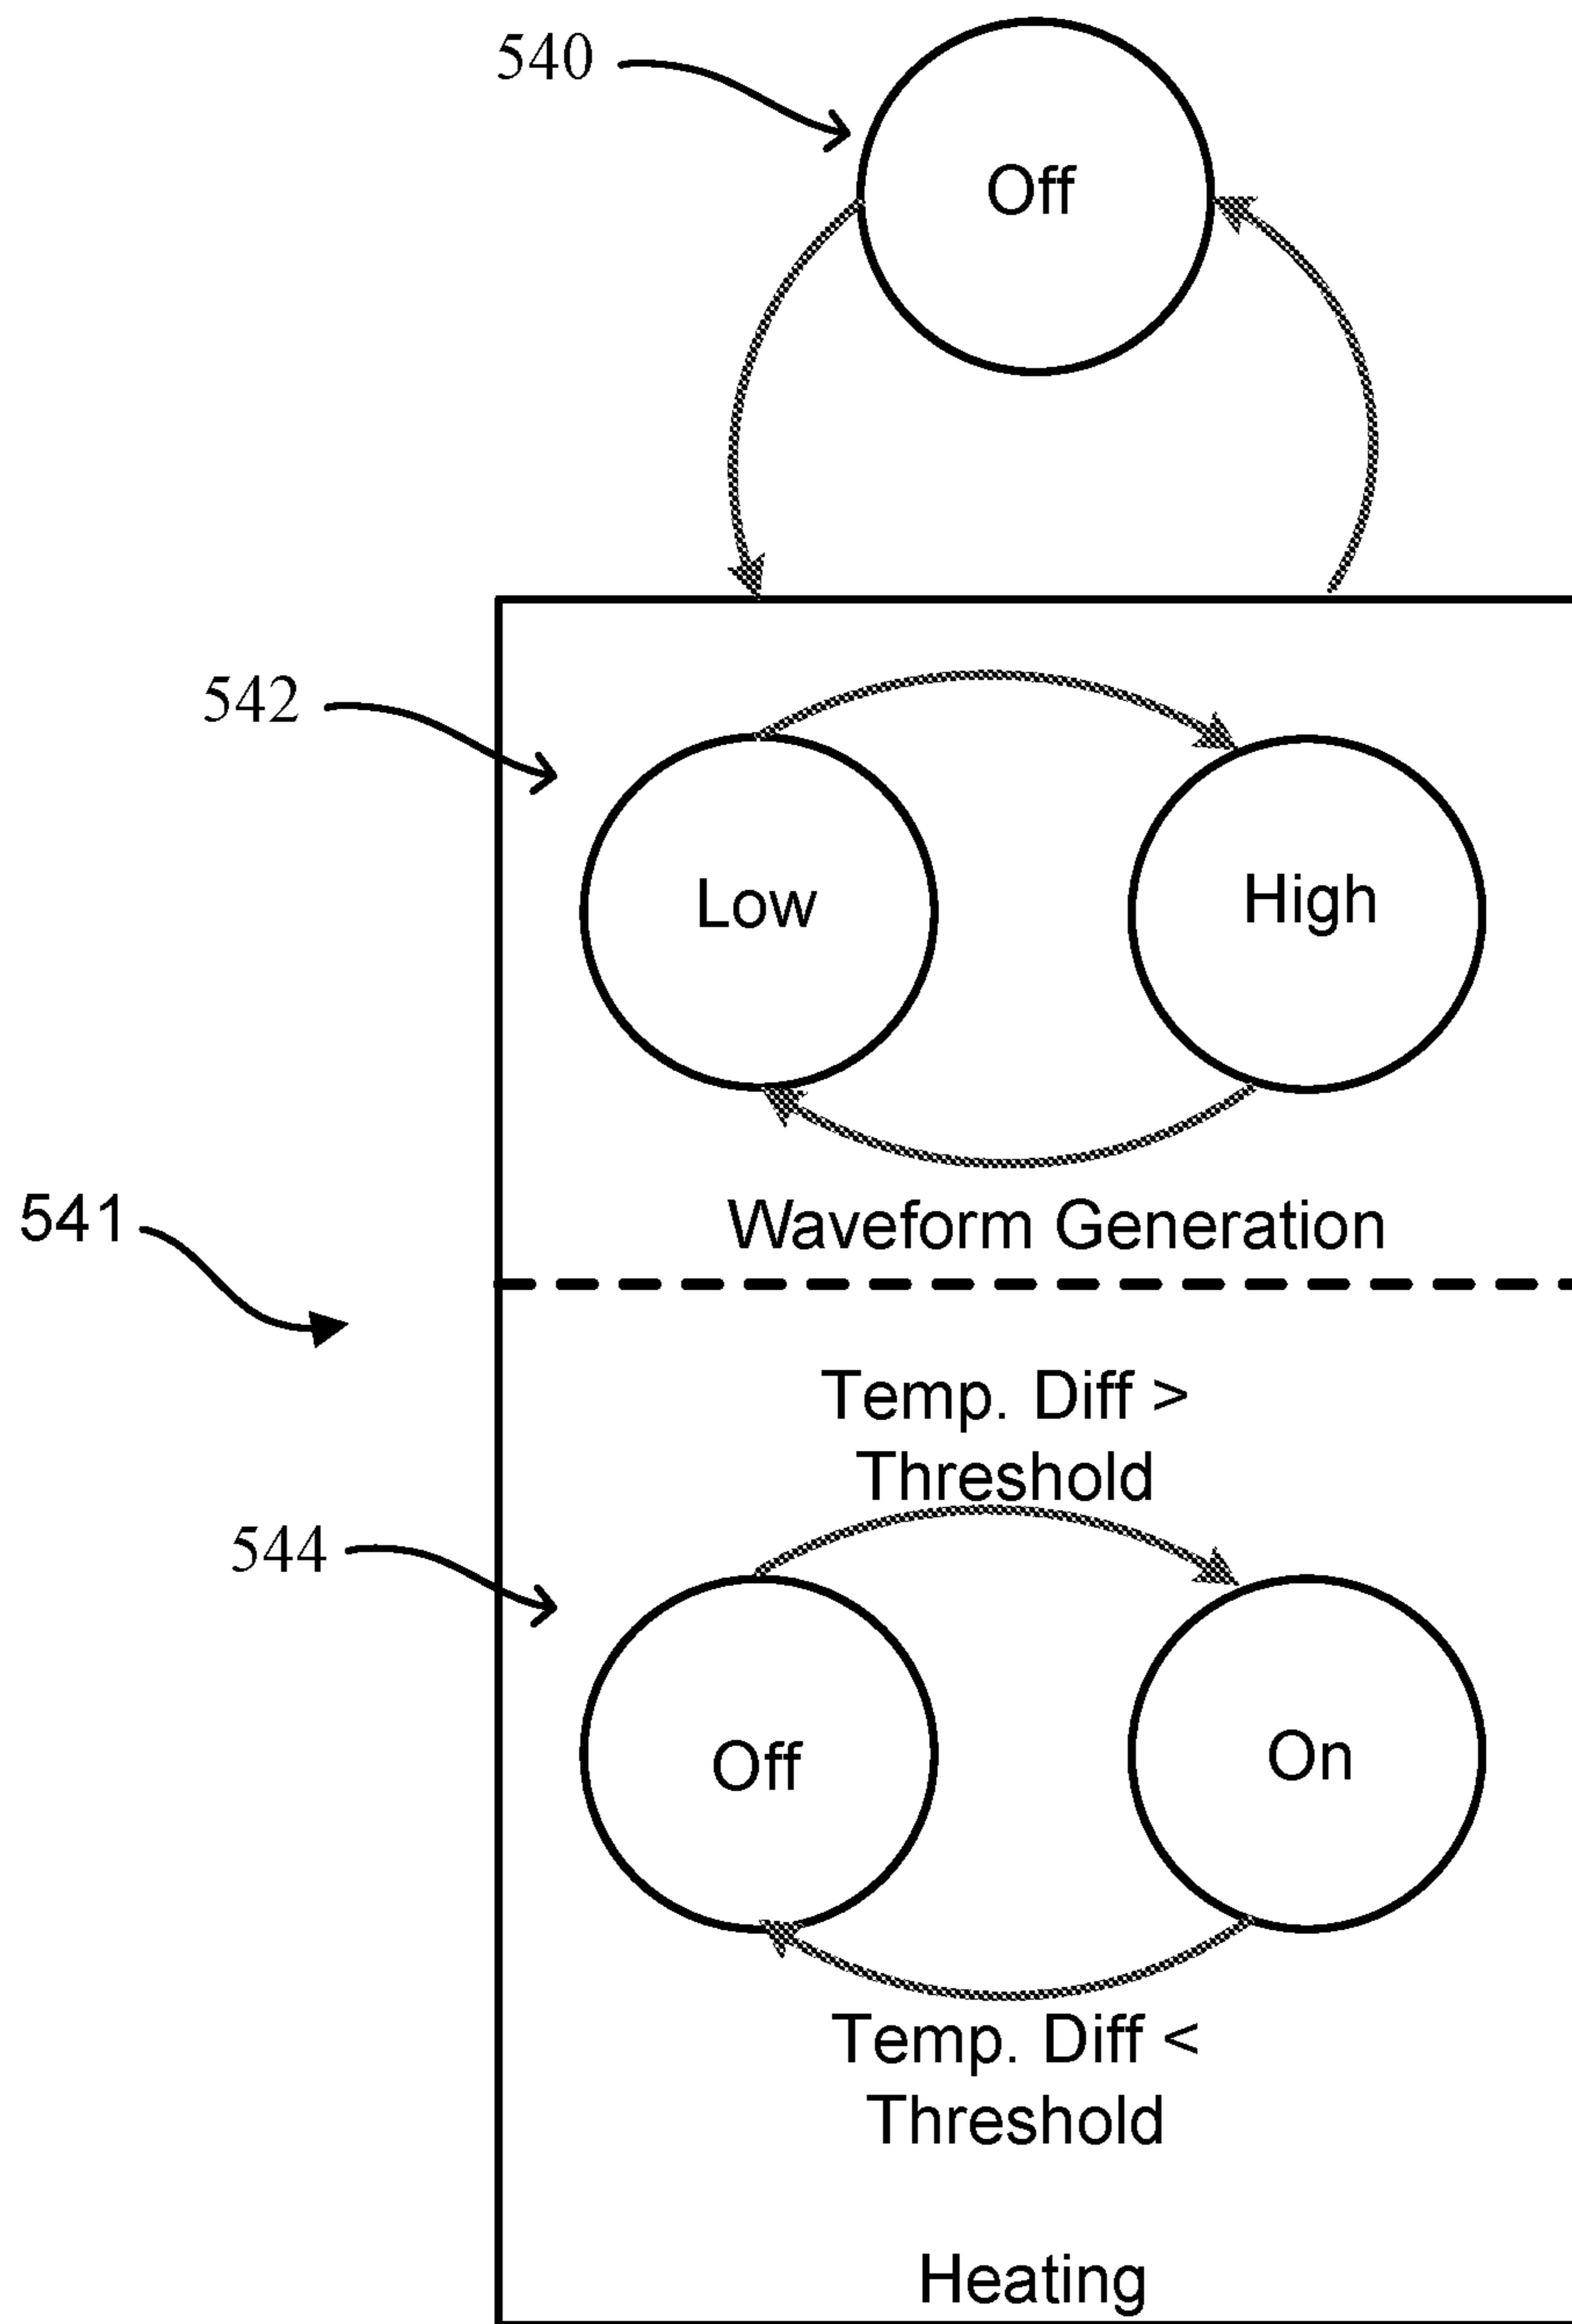 540
Off
542
Low
High
541
Waveform Generation
Temp. Diff >
Threshold
544
Off
On
Temp. Diff <
Threshold
Heating